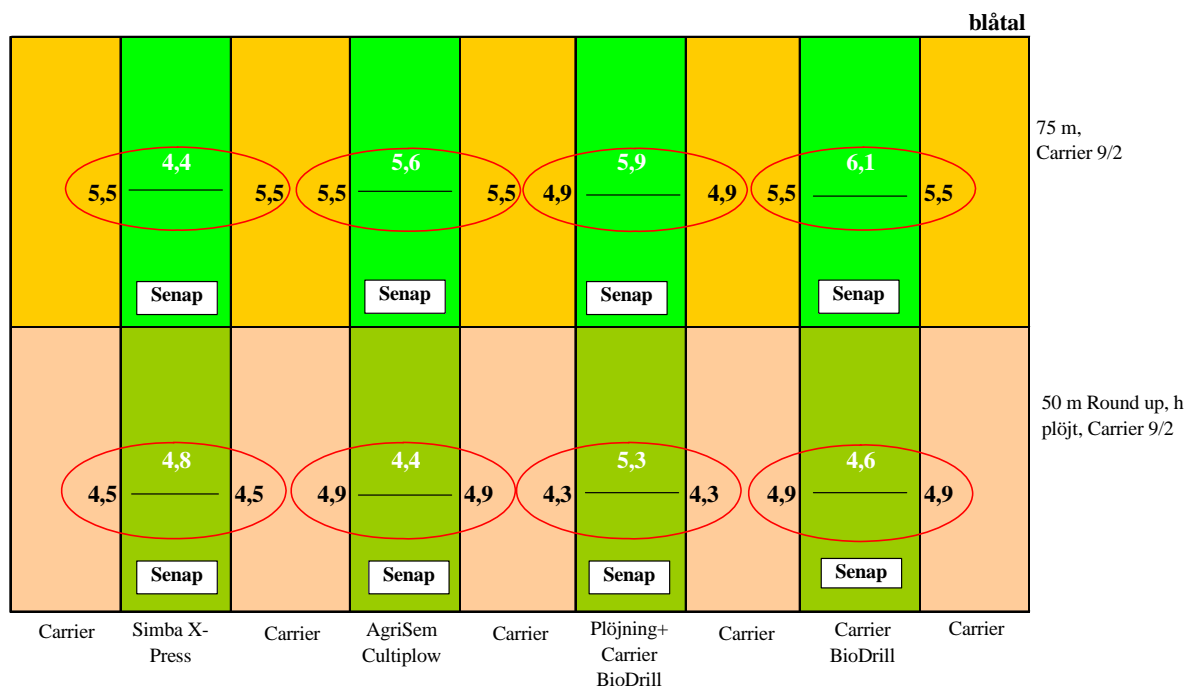 blåtal
75 m,
Carrier 9/2
4,4
5,6
5,9
6,1
5,5
5,5
5,5
5,5
4,9
4,9
5,5
5,5
Senap
Senap
Senap
Senap
50 m Round up, h
plöjt, Carrier 9/2
4,8
4,4
5,3
4,6
4,5
4,5
4,9
4,9
4,3
4,3
4,9
4,9
Senap
Senap
Senap
Senap
Carrier
Simba X-
Press
Carrier
AgriSem
Cultiplow
Carrier
Plöjning+
Carrier
BioDrill
Carrier
Carrier
BioDrill
Carrier